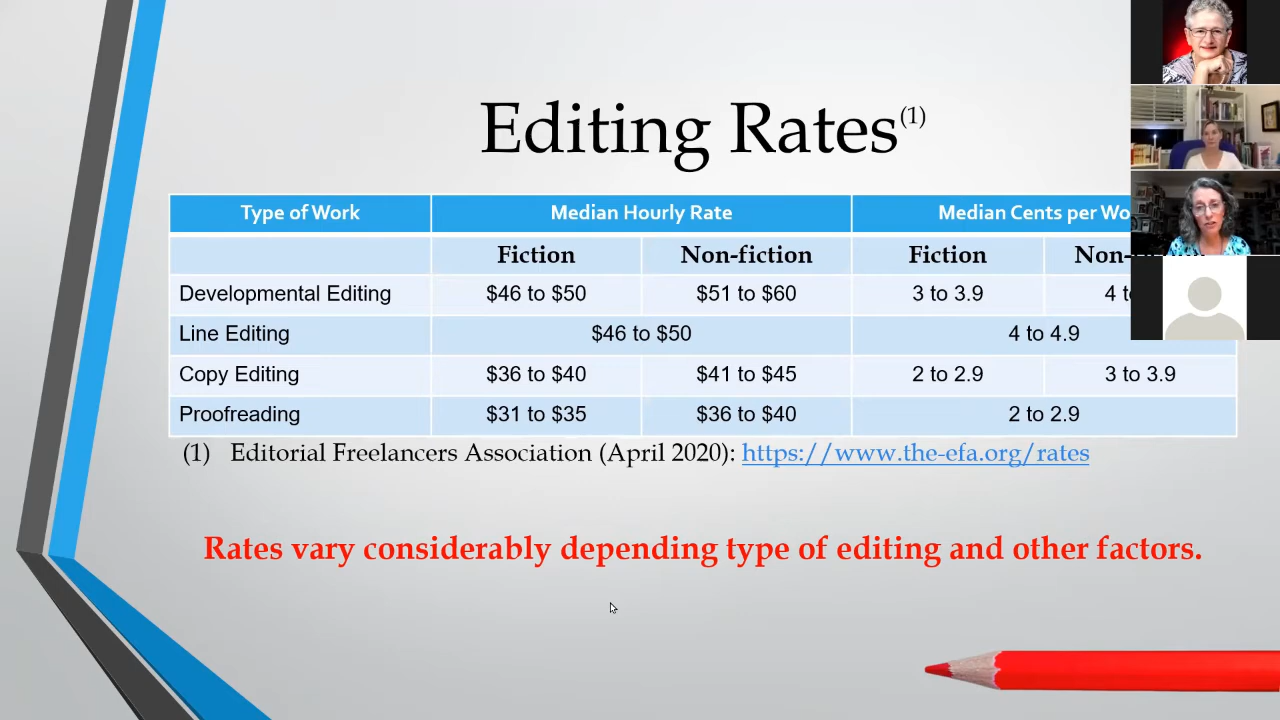 Editing Rates(1)
Type of Work Median Hourly Rate Median Cents per
Fiction Non-fiction Fiction
Developmental Editing $46 to $50 $51 to $60 3 to 3.9 4
Line Editing $46 to $50 4 to 4.9
Copy Editing $36 to $40 $41 to $45 2 to 2.9 3 to 3.9
Proofreading $31 to $35 $36 to $40 2 to 2.9
(1) Editorial Freelancers Association (April 2020): https://www.the-efa.org/rates
Rates vary considerably depending type of editing and other factors.